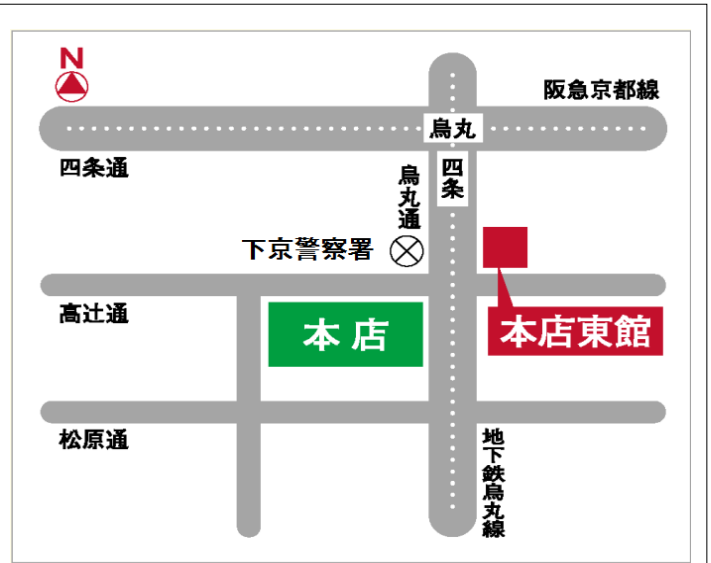 N
阪急京都線
烏丸
四条通
四条
烏丸通
下京警察署
高辻通
本店
本店東館
松原通
地下鉄烏丸線